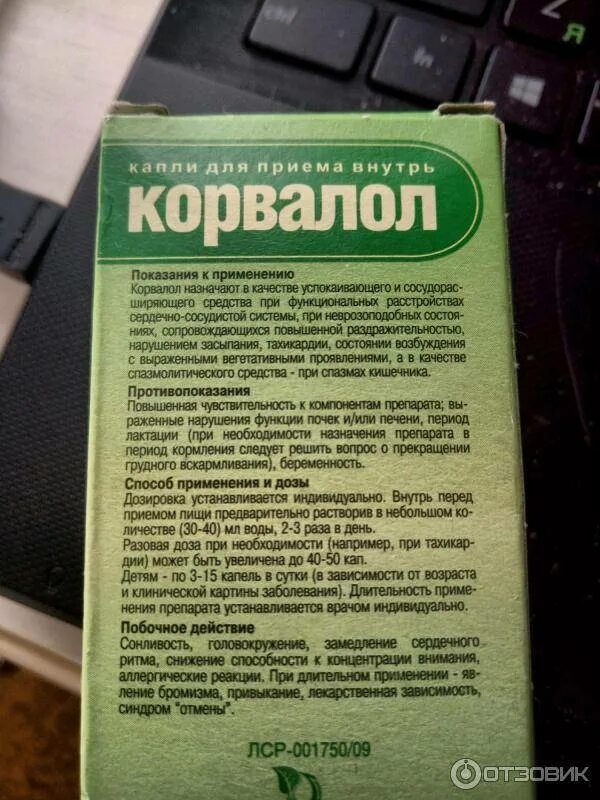 Я
fn
капли для приема внутрь
корвалол
Показания к применению
Корвалол назначают в качестве успокаивающего и сосудорас-
ширяющего средства при функциональных расстройствах
сердечно-сосудистой системы, при неврозоподобных состоя-
ниях, сопровождающихся повышенной раздражительностью,
нарушением засыпания, тахикардии, состоянии возбуждения
с выраженными вегетативными проявлениями, а в качестве
спазмолитического средства - при спазмах кишечника.
Противопоказания
Повышенная чувствительность к компонентам препарата; вы-
раженные нарушения функции почек и/или печени, период
лактации (при необходимости назначения препарата в
период кормления следует решить вопрос о прекращении
грудного вскармливания), беременность.
Способ применения и дозы
Дозировка устанавливается индивидуально. Внутрь перед
приемом пищи предварительно растворив в небольшом ко-
личестве (30-40) мл воды, 2-3 раза в день.
Разовая доза при необходимости (например, при тахикар-
дии) может быть увеличена до 40-50 кап.
Детям - по 3-15 капель в сутки (в зависимости от возраста
и клинической картины заболевания). Длительность приме-
нения препарата устанавливается врачом индивидуально.
Побочное действие
Сонливость, головокружение, замедление сердечного
ритма, снижение способности к концентрации внимания,
аллергические реакции. При длительном применении - яв-
ление бромизма, привыкание, лекарственная зависимость,
синдром "отмены".
ЛСР-001750/09
ОТЗОВИК